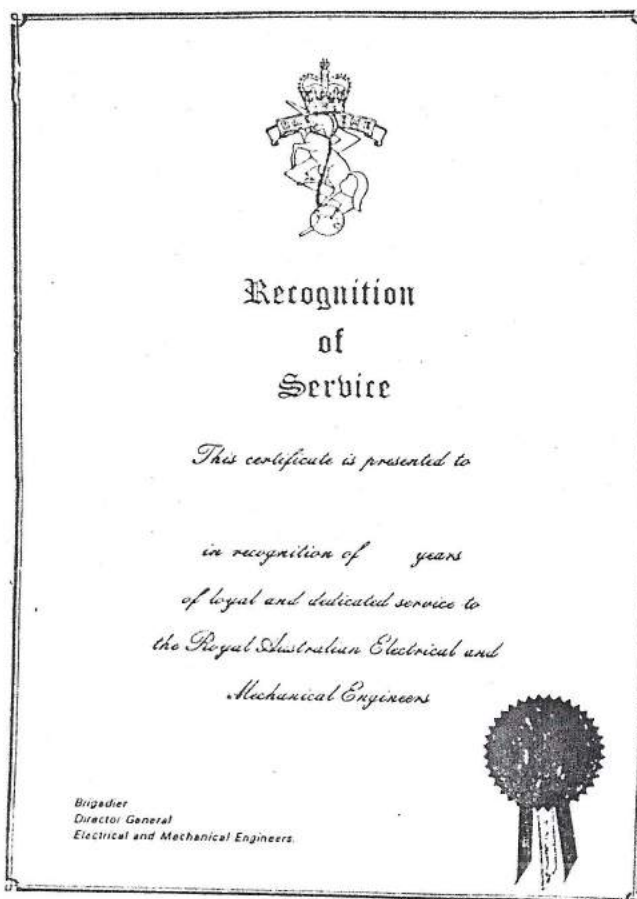 Recognition
of
Service
This certificate is presented to
in recognition of years
of loyal and dedicated service to
the Royal Australian Electrical and
Mechanical Engineers
Brigadier
Director General
Electrical and Mechanical Engineers.